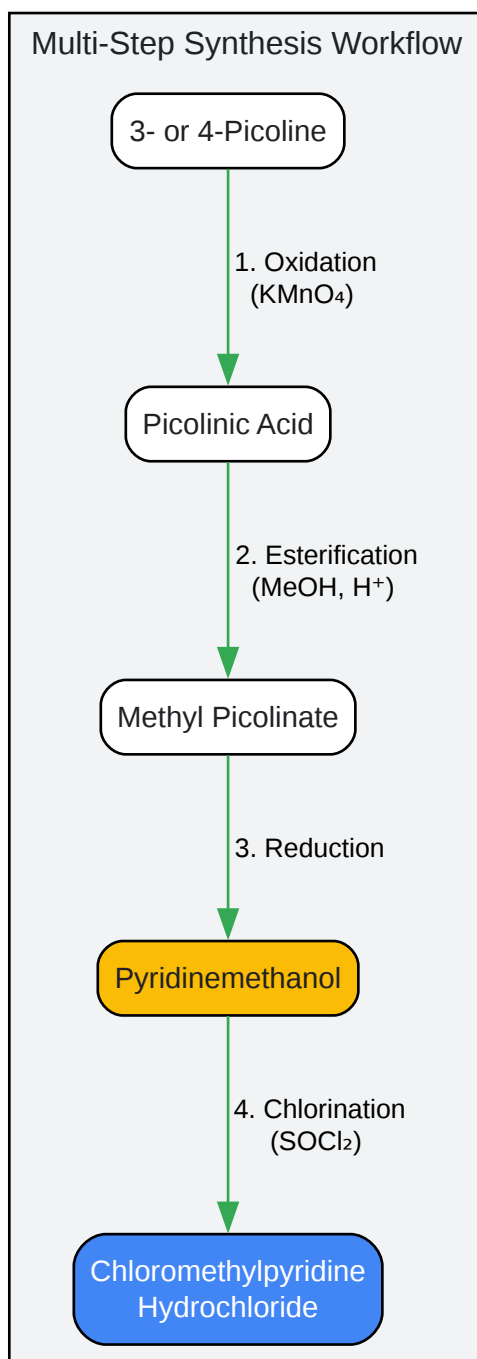 Multi-Step Synthesis Workflow
3- or 4-Picoline
1. Oxidation
(KMnO₄)
Picolinic Acid
2. Esterification
(MeOH, H⁺)
Methyl Picolinate
3. Reduction
Pyridinemethanol
4. Chlorination
(SOCl₂)
Chloromethylpyridine
Hydrochloride